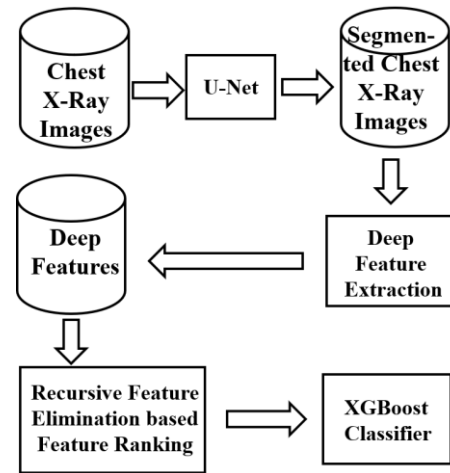 Chest
X-Ray
Images
U-Net
Segmen-
ted Chest
X-Ray
Images
Deep
Feature
Extraction
Deep
Features
Recursive Feature
Elimination based
Feature Ranking
XGBoost
Classifier